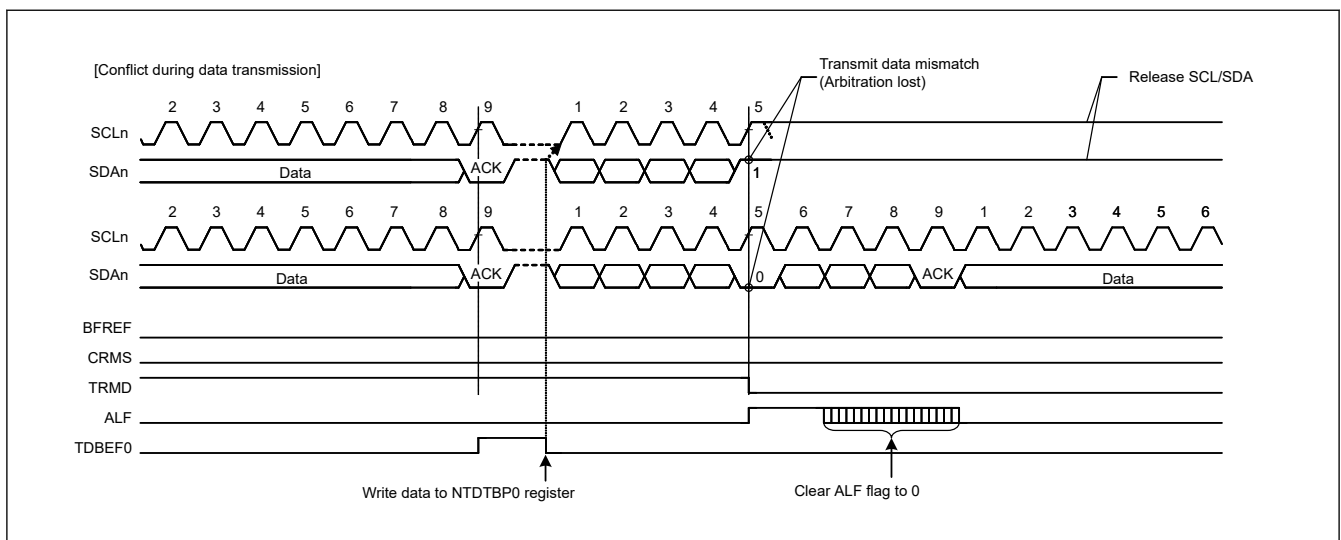 [Conflict during data transmission]
Transmit data mismatch
(Arbitration lost)
Release SCL/SDA
2 3 4 5 6 7 8 9 1 2 3 4 5
SCLn
SDAn Data ACK 1
2 3 4 5 6 7 8 9 1 2 3 4 5 6 7 8 9 1 2 3 4 5 6
SCLn
SDAn Data ACK 0 ACK Data
BFREF
CRMS
TRMD
ALF
TDBEF0
Write data to NTDTBP0 register
Clear ALF flag to 0